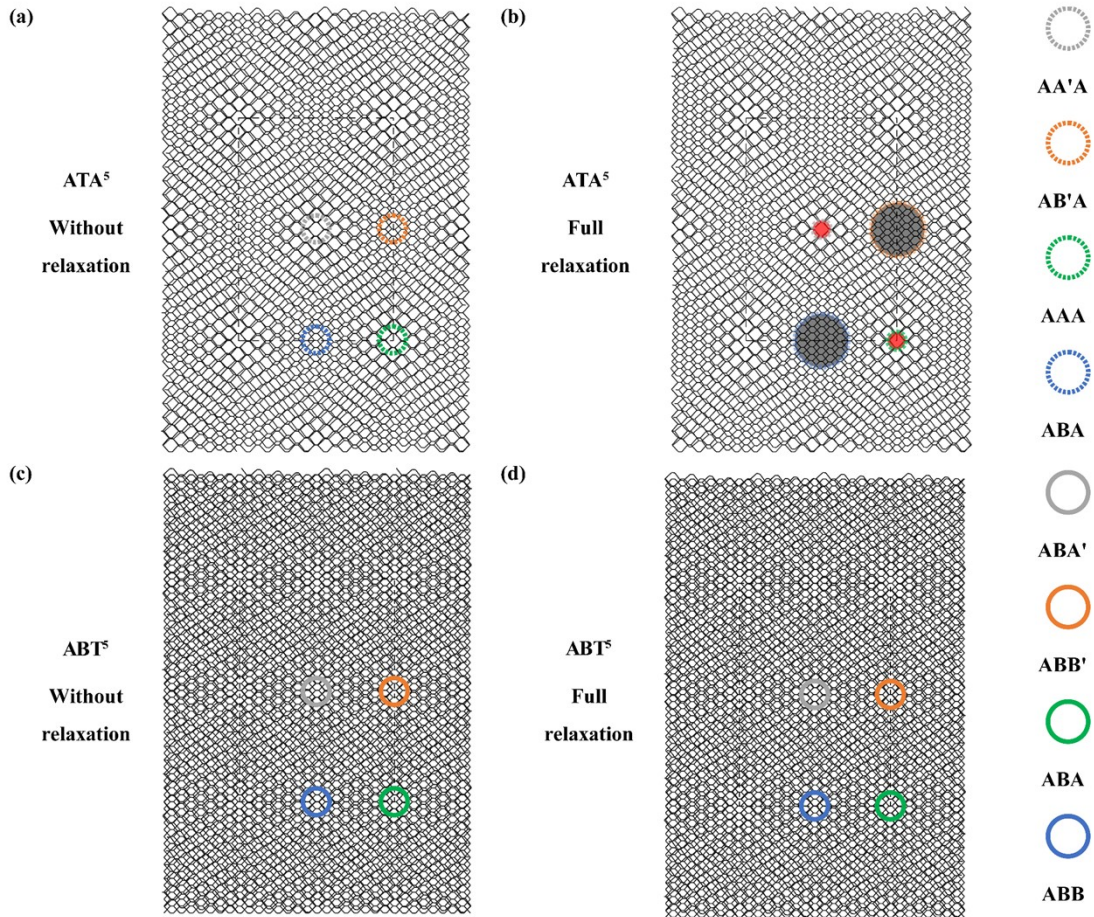 (a)
ATA⁵
Without
relaxation
(b)
ATA⁵
Full
relaxation
(c)
ABT⁵
Without
relaxation
(d)
ABT⁵
Full
relaxation
AA'A
AB'A
AAA
ABA
ABA'
ABB'
ABA
ABB